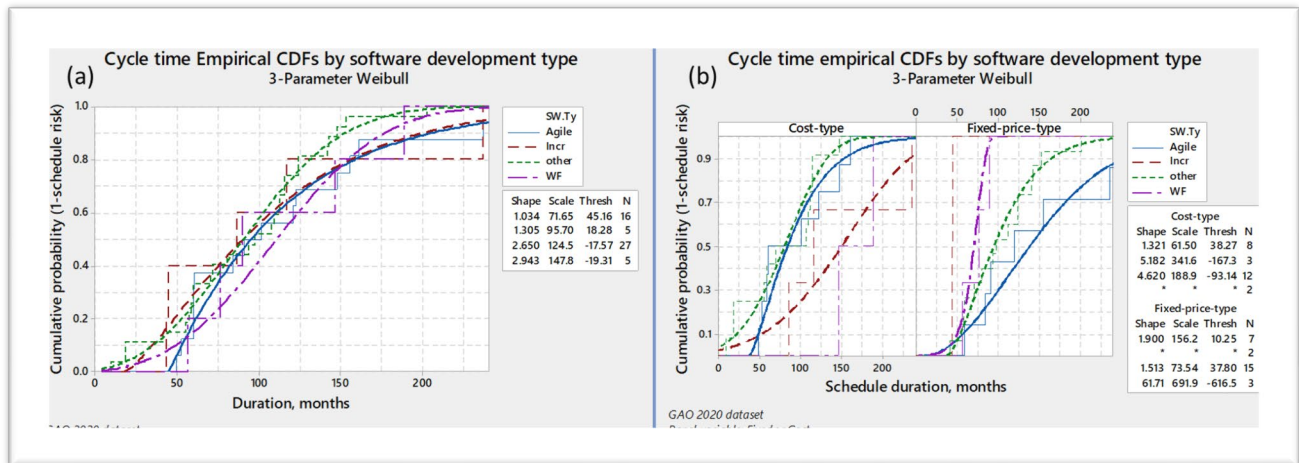 (a)
Cycle time Empirical CDFs by software development type
3-Parameter Weibull
Cumulative probability (1-schedule risk)
1.0
0.8
0.6
0.4
0.2
0.0
0 50 100 150 200
Duration, months
SW.Ty
Agile
Incr
other
WF
Shape Scale Thresh N
1.034 71.65 45.16 16
1.305 95.70 18.28 5
2.650 124.5 -17.57 27
2.943 147.8 -19.31 5
GAO 2020 dataset
(b)
Cycle time empirical CDFs by software development type
3-Parameter Weibull
0 50 100 150 200
Cost-type Fixed-price-type
Cumulative probability (1-schedule risk)
0.9
0.7
0.5
0.3
0.1
0 50 100 150 200
Schedule duration, months
SW.Ty
Agile
Incr
other
WF
Cost-type
Shape Scale Thresh N
1.321 61.50 38.27 8
5.182 341.6 -167.3 3
4.620 188.9 -93.14 12
* * * 2
Fixed-price-type
Shape Scale Thresh N
1.900 156.2 10.25 7
* * * 2
1.513 73.54 37.80 15
61.71 691.9 -616.5 3
GAO 2020 dataset